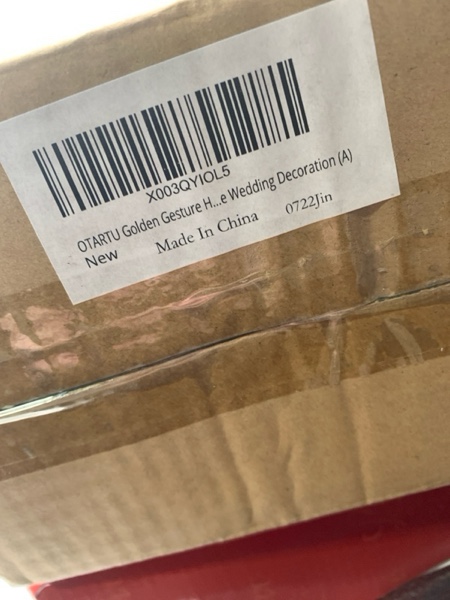 X003QYIOL5
OTARTU Golden Gesture H...e Wedding Decoration (A)
New
Made In China 0722Jin